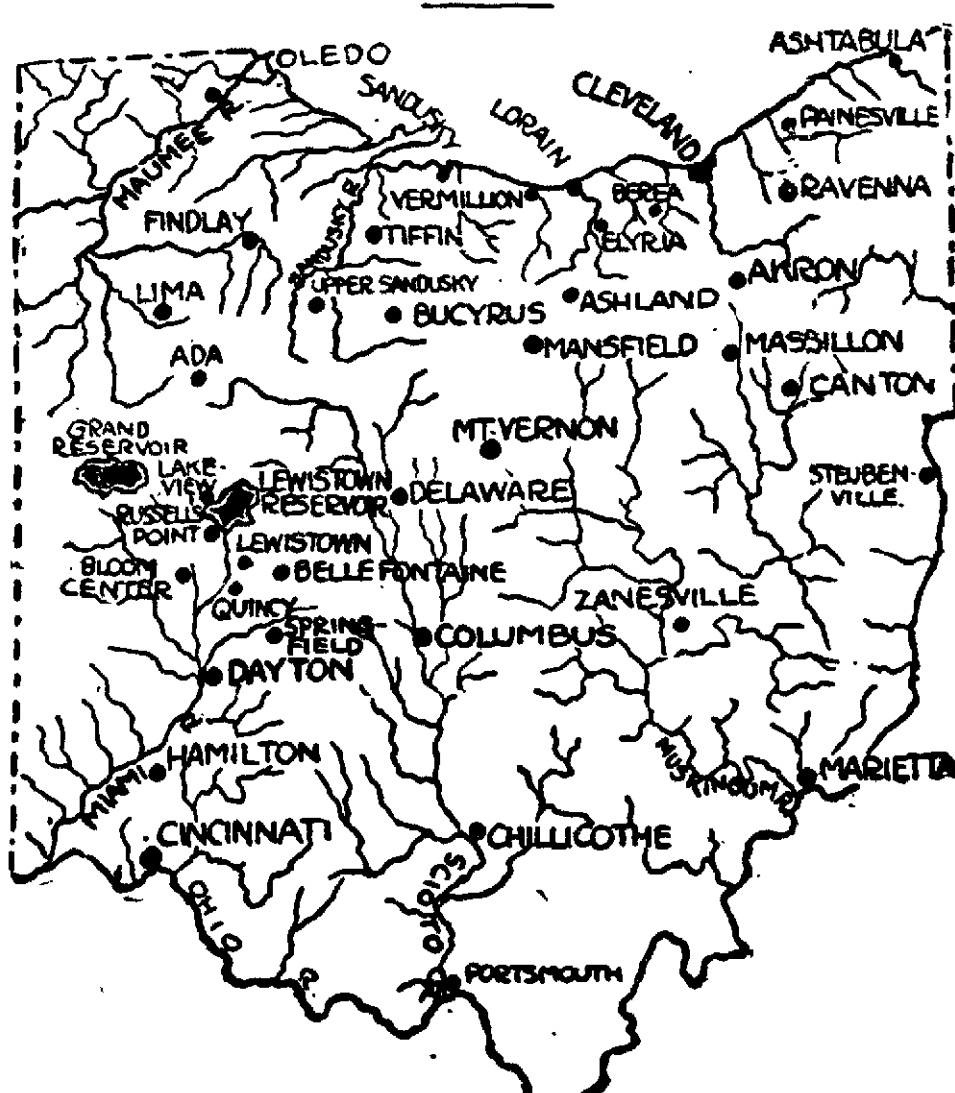 ASHTABULA
TOLEDO
SANDUSKY
CLEVELAND
LORAIN
PAINESVILLE
MAUMEE R.
VERMILLION
BEREA
RAVENNA
FINDLAY
SANDUSKY R.
TIFFIN
ELYRIA
AKRON
LIMA
UPPER SANDUSKY
BUCYRUS
ASHLAND
MANSFIELD
MASSILLON
ADA
CANTON
GRAND
RESERVOIR
MT. VERNON
LAKE-
VIEW
LEWISTOWN
RESERVOIR
DELAWARE
STEUBEN-
VILLE.
RUSSELLS
POINT
LEWISTOWN
BLOOM
CENTER
BELLE FONTAINE
QUINCY
ZANESVILLE
SPRING-
FIELD
COLUMBUS
DAYTON
HAMILTON
MIAMI R.
MUSKINGUM R.
MARIETTA
CINCINNATI
CHILLICOTHE
OHIO R.
SCIOTO R.
PORTSMOUTH